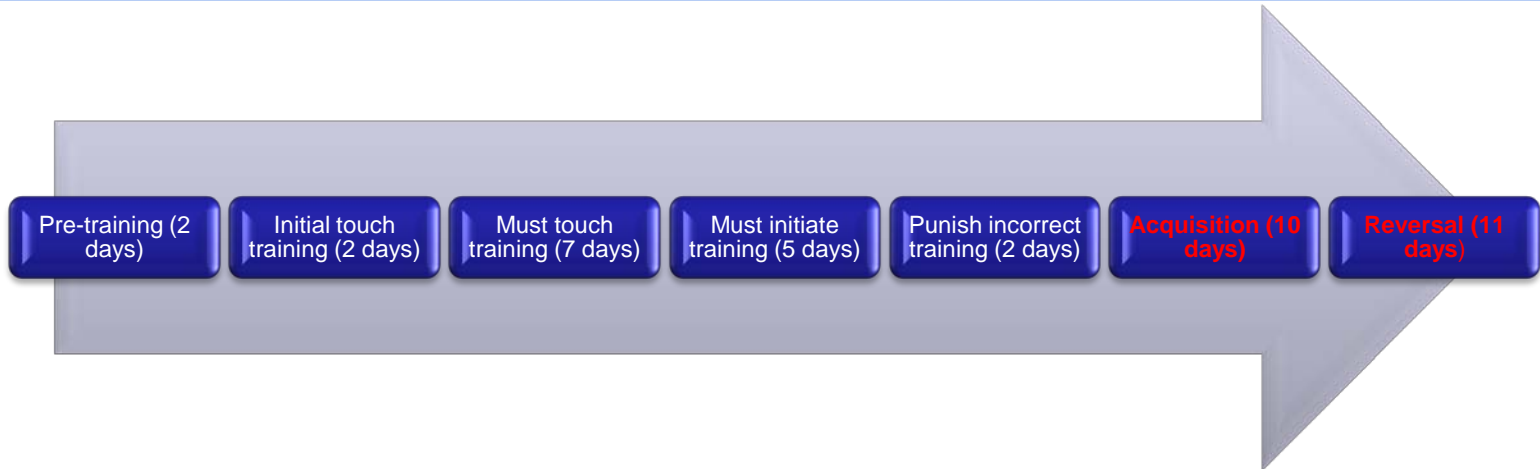 Pre-training (2
days)
Initial touch
training (2 days)
Must touch
training (7 days)
Must initiate
training (5 days)
Punish incorrect
training (2 days)
Acquisition (10
days)
Reversal (11
days)